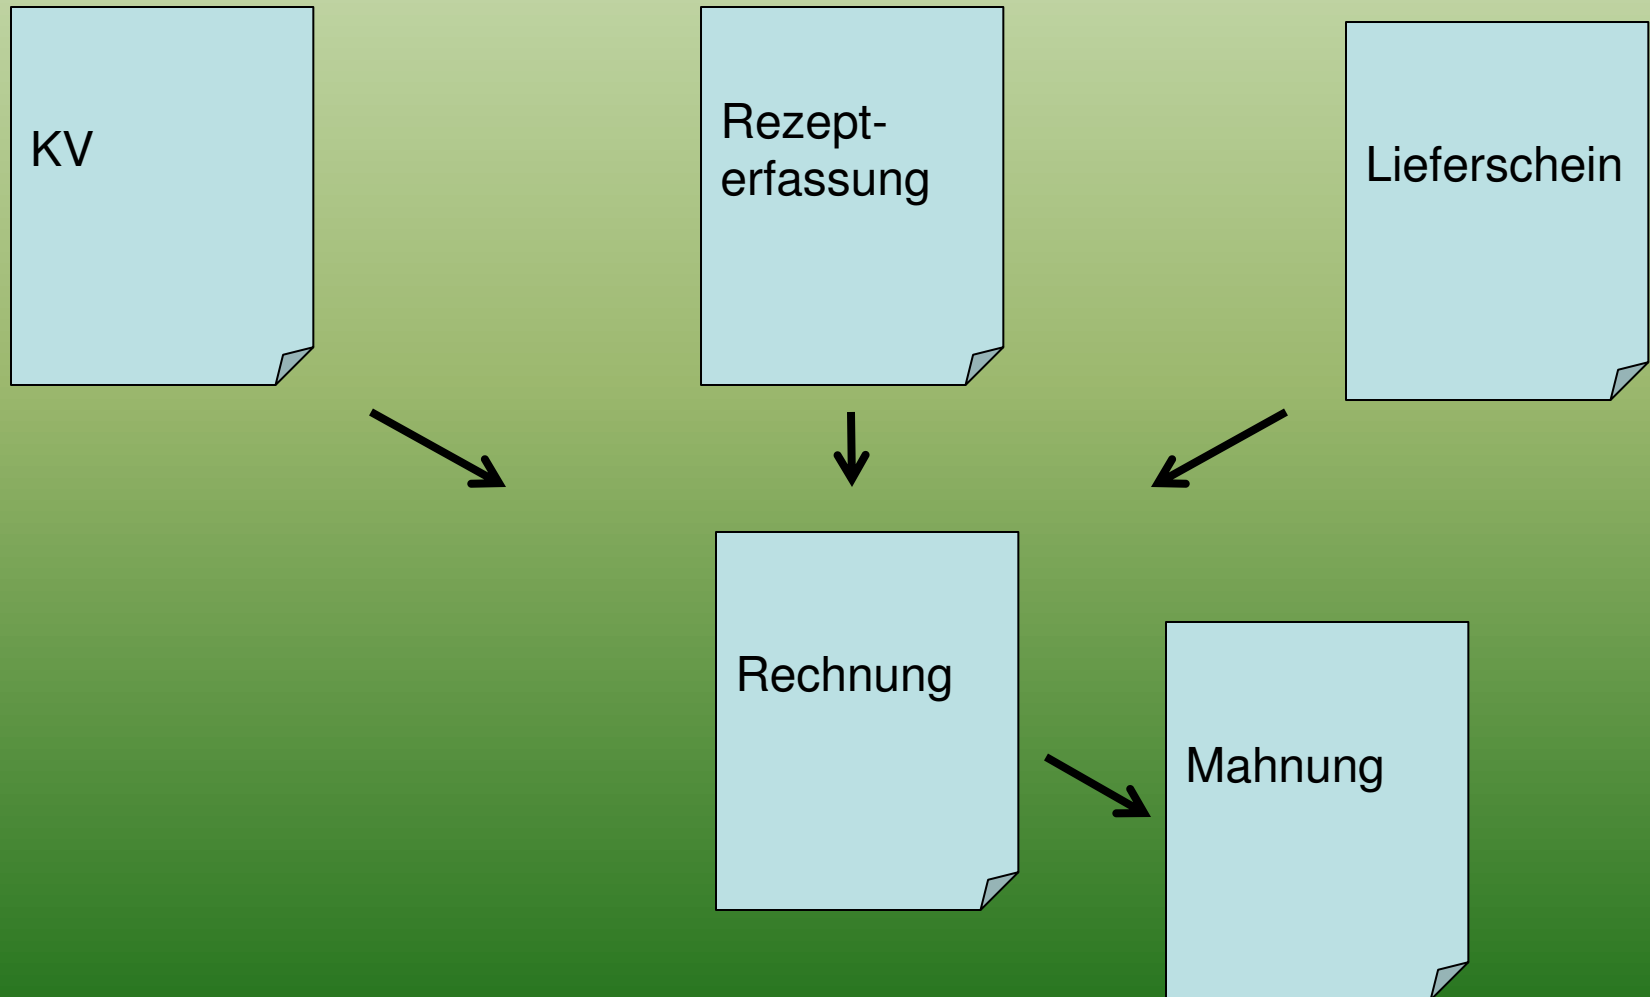 KV
Rezept-
erfassung
Lieferschein
Rechnung
Mahnung